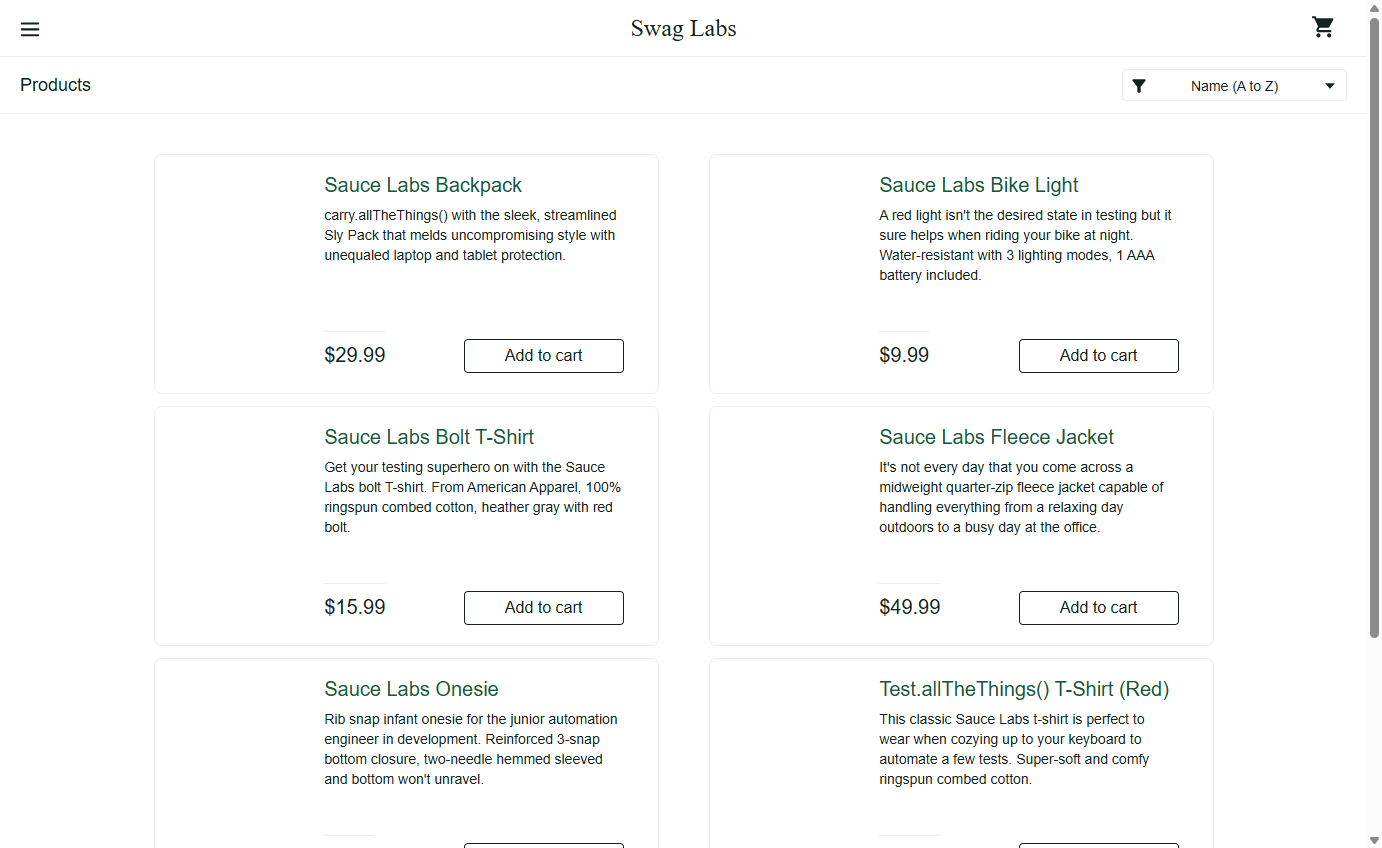 Swag Labs
Products
Name (A to Z)
Sauce Labs Backpack
carry.allTheThings() with the sleek, streamlined
Sly Pack that melds uncompromising style with
unequaled laptop and tablet protection.
$29.99
Add to cart
Sauce Labs Bike Light
A red light isn't the desired state in testing but it
sure helps when riding your bike at night.
Water-resistant with 3 lighting modes, 1 AAA
battery included.
$9.99
Add to cart
Sauce Labs Bolt T-Shirt
Get your testing superhero on with the Sauce
Labs bolt T-shirt. From American Apparel, 100%
ringspun combed cotton, heather gray with red
bolt.
$15.99
Add to cart
Sauce Labs Fleece Jacket
It's not every day that you come across a
midweight quarter-zip fleece jacket capable of
handling everything from a relaxing day
outdoors to a busy day at the office.
$49.99
Add to cart
Sauce Labs Onesie
Rib snap infant onesie for the junior automation
engineer in development. Reinforced 3-snap
bottom closure, two-needle hemmed sleeved
and bottom won't unravel.
Test.allTheThings() T-Shirt (Red)
This classic Sauce Labs t-shirt is perfect to
wear when cozying up to your keyboard to
automate a few tests. Super-soft and comfy
ringspun combed cotton.